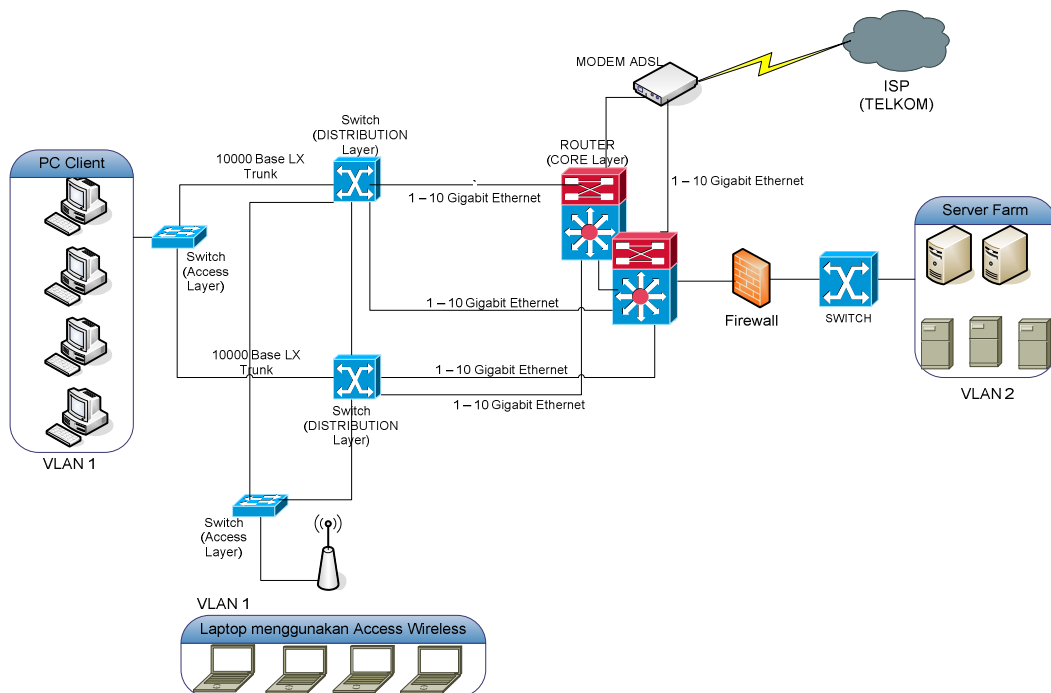 MODEM ADSL
ISP
(TELKOM)
Switch
(DISTRIBUTION
Layer)
ROUTER
(CORE Layer)
PC Client
10000 Base LX
Trunk
1 – 10 Gigabit Ethernet
1 – 10 Gigabit Ethernet
Server Farm
Switch
(Access
Layer)
1 – 10 Gigabit Ethernet
Firewall
SWITCH
10000 Base LX
Trunk
1 – 10 Gigabit Ethernet
1 – 10 Gigabit Ethernet
VLAN 2
Switch
(DISTRIBUTION
Layer)
VLAN 1
Switch
(Access
Layer)
VLAN 1
Laptop menggunakan Access Wireless